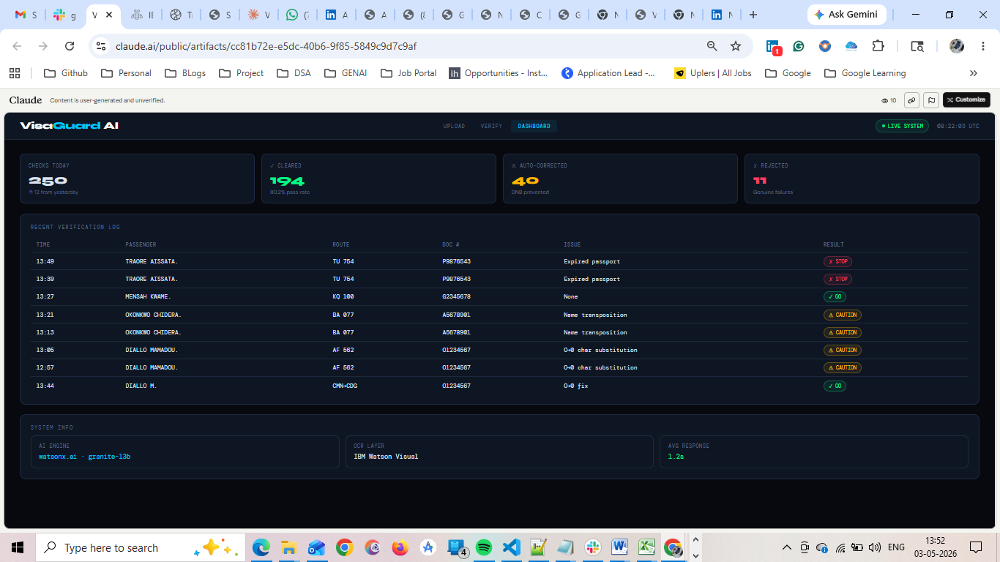 S
g
V
IE
Ti
S
V
(7
A
A
(8
G
N
C
G
N
V
N
N
Ask Gemini
claude.ai/public/artifacts/cc81b72e-e5dc-40b6-9f85-5849c9d7c9af
1
Github Personal BLogs Project DSA GENAI Job Portal ih Opportunities - Inst... Application Lead -... Uplers | All Jobs Google Google Learning
Claude Content is user-generated and unverified. 10 Customize
VisaGuard AI UPLOAD VERIFY DASHBOARD LIVE SYSTEM 08:22:03 UTC
CHECKS TODAY
250
↑ 12 from yesterday
✓ CLEARED
194
80.2% pass rate
⚠ AUTO-CORRECTED
40
DNB prevented
✗ REJECTED
11
Genuine failures
RECENT VERIFICATION LOG
TIME PASSENGER ROUTE DOC # ISSUE RESULT
13:49 TRAORE AISSATA. TU 754 P9876543 Expired passport ✗ STOP
13:39 TRAORE AISSATA. TU 754 P9876543 Expired passport ✗ STOP
13:27 MENSAH KWAME. KQ 100 G2345678 None ✓ GO
13:21 OKONKWO CHIDERA. BA 077 A5678901 Name transposition ⚠ CAUTION
13:13 OKONKWO CHIDERA. BA 077 A5678901 Name transposition ⚠ CAUTION
13:05 DIALLO MAMADOU. AF 562 O1234567 O→0 char substitution ⚠ CAUTION
12:57 DIALLO MAMADOU. AF 562 O1234567 O→0 char substitution ⚠ CAUTION
13:44 DIALLO M. CMN→CDG O1234567 O→0 fix ✓ GO
SYSTEM INFO
AI ENGINE
watsonx.ai · granite-13b
OCR LAYER
IBM Watson Visual
AVG RESPONSE
1.2s
Type here to search
4
ENG
13:52
03-05-2026